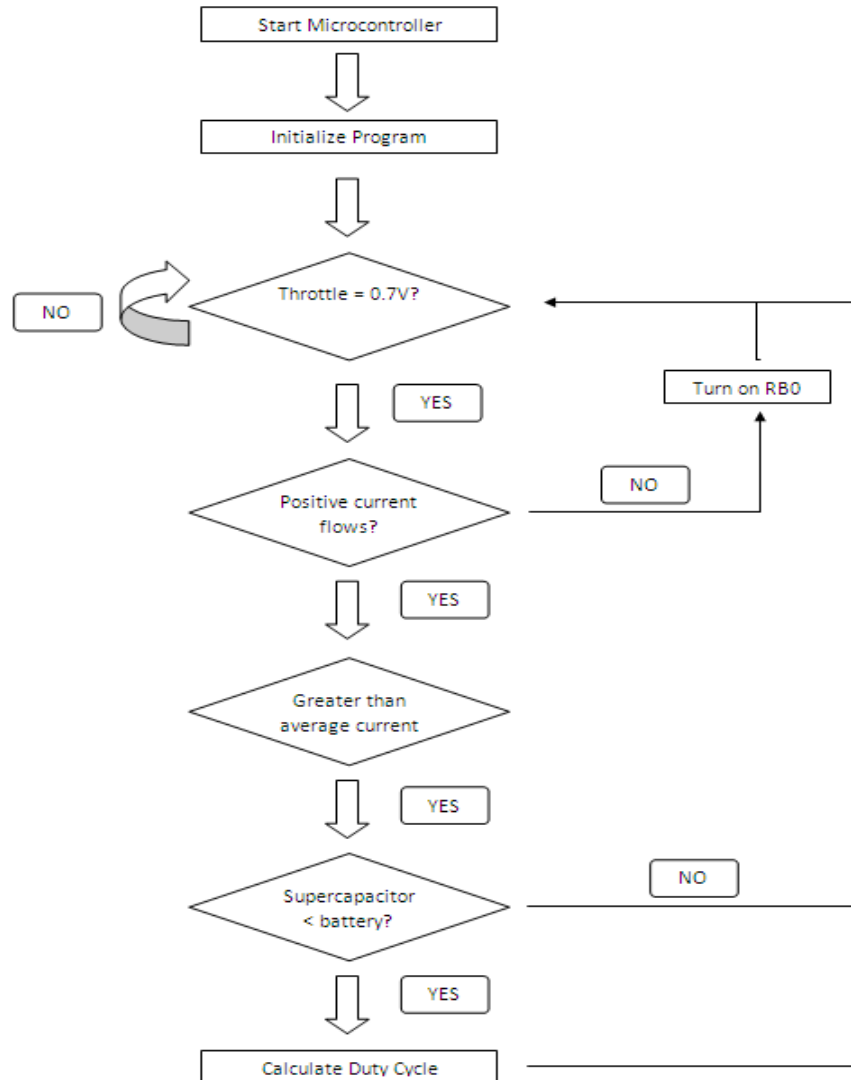 Start Microcontroller
Initialize Program
Throttle = 0.7V?
NO
Turn on RB0
YES
Positive current
flows?
NO
YES
Greater than
average current
YES
Supercapacitor
< battery?
NO
YES
Calculate Duty Cycle